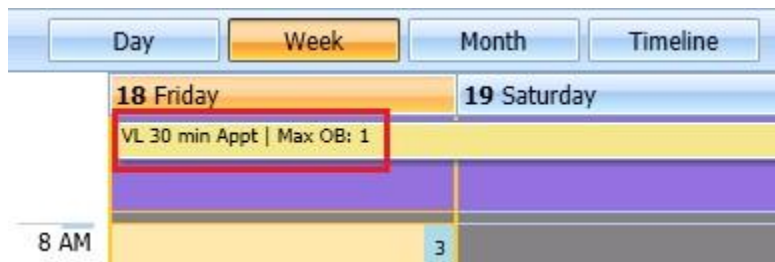 Day Week Month Timeline
18 Friday 19 Saturday
VL 30 min Appt | Max OB: 1
8 AM 3